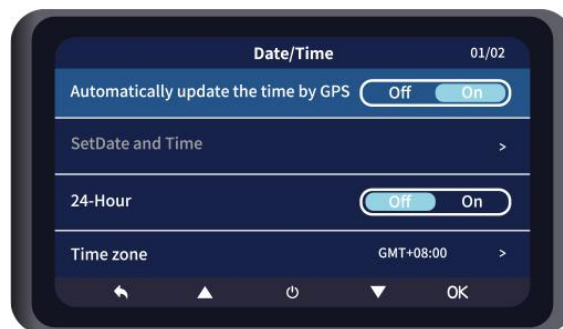 Date/Time 01/02
Automatically update the time by GPS Off On
SetDate and Time >
24-Hour Off On
Time zone GMT+08:00 >
OK